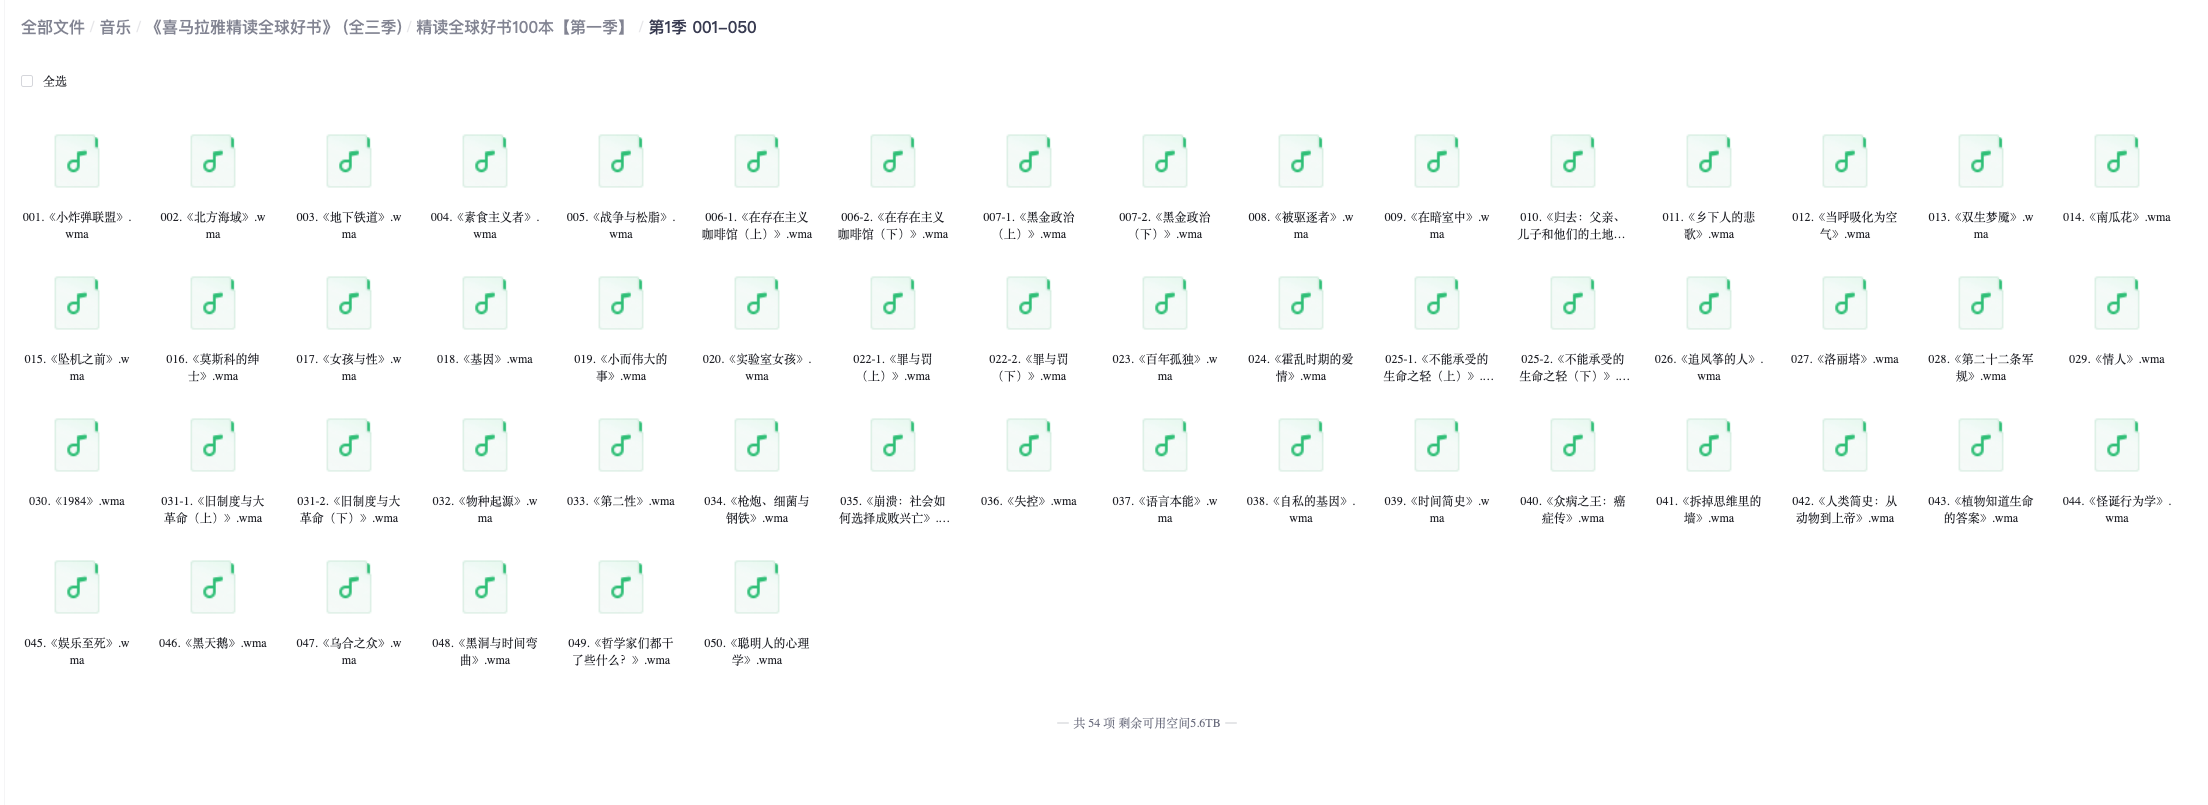 全部文件 / 音乐 / 《喜马拉雅精读全球好书》（全三季） / 精读全球好书100本【第一季】 / 第1季 001-050
全选
001.《小炸弹联盟》.wma
002.《北方海域》.wma
003.《地下铁道》.wma
004.《素食主义者》.wma
005.《战争与松脂》.wma
006-1.《在存在主义咖啡馆（上）》.wma
006-2.《在存在主义咖啡馆（下）》.wma
007-1.《黑金政治（上）》.wma
007-2.《黑金政治（下）》.wma
008.《被驱逐者》.wma
009.《在暗室中》.wma
010.《归去：父亲、儿子和他们的土地...
011.《乡下人的悲歌》.wma
012.《当呼吸化为空气》.wma
013.《双生梦魇》.wma
014.《南瓜花》.wma
015.《坠机之前》.wma
016.《莫斯科的绅士》.wma
017.《女孩与性》.wma
018.《基因》.wma
019.《小而伟大的事》.wma
020.《实验室女孩》.wma
022-1.《罪与罚（上）》.wma
022-2.《罪与罚（下）》.wma
023.《百年孤独》.wma
024.《霍乱时期的爱情》.wma
025-1.《不能承受的生命之轻（上）》....
025-2.《不能承受的生命之轻（下）》....
026.《追风筝的人》.wma
027.《洛丽塔》.wma
028.《第二十二条军规》.wma
029.《情人》.wma
030.《1984》.wma
031-1.《旧制度与大革命（上）》.wma
031-2.《旧制度与大革命（下）》.wma
032.《物种起源》.wma
033.《第二性》.wma
034.《枪炮、细菌与钢铁》.wma
035.《崩溃：社会如何选择成败兴亡》....
036.《失控》.wma
037.《语言本能》.wma
038.《自私的基因》.wma
039.《时间简史》.wma
040.《众病之王：癌症传》.wma
041.《拆掉思维里的墙》.wma
042.《人类简史：从动物到上帝》.wma
043.《植物知道生命的答案》.wma
044.《怪诞行为学》.wma
045.《娱乐至死》.wma
046.《黑天鹅》.wma
047.《乌合之众》.wma
048.《黑洞与时间弯曲》.wma
049.《哲学家们都干了些什么？》.wma
050.《聪明人的心理学》.wma
— 共 54 项 剩余可用空间5.6TB —